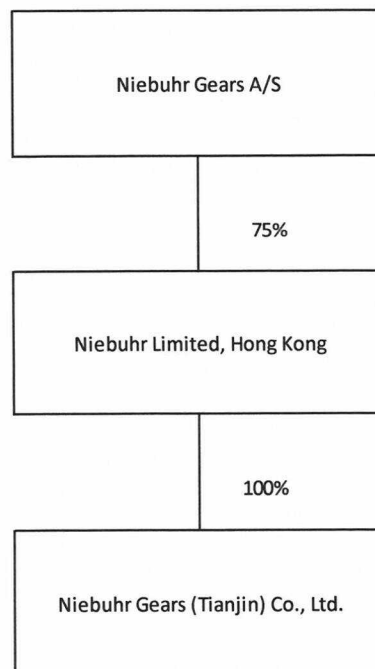 Niebuhr Gears A/S
75%
Niebuhr Limited, Hong Kong
100%
Niebuhr Gears (Tianjin) Co., Ltd.